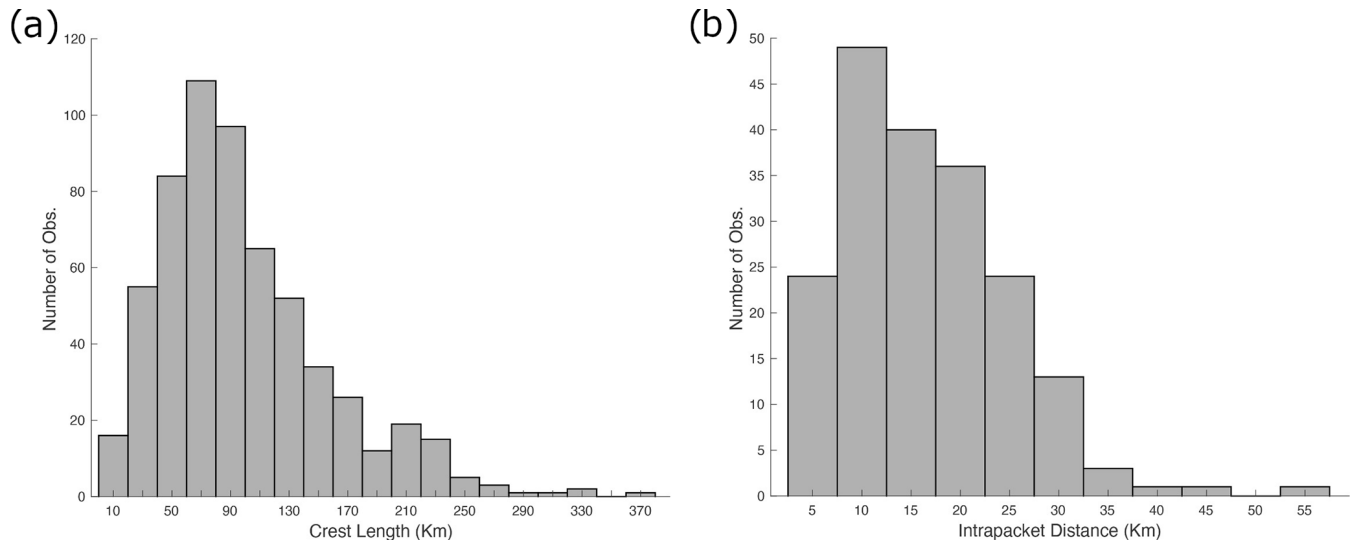 (a)
120
100
80
60
40
20
0
Number of Obs.
10 50 90 130 170 210 250 290 330 370
Crest Length (Km)
(b)
50
45
40
35
30
25
20
15
10
5
0
Number of Obs.
5 10 15 20 25 30 35 40 45 50 55
Intrapacket Distance (Km)